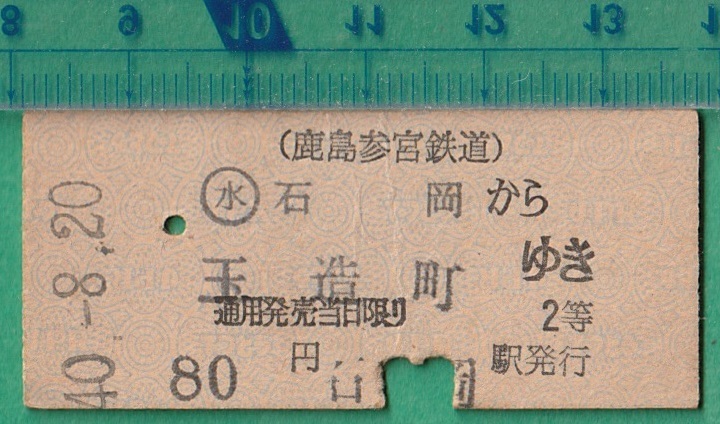 8 9 10 11 12 13
(鹿島参宮鉄道)
㊌ 石岡から
玉造町ゆき
通用発売当日限り
2等
80円
駅発行
40.-8.20